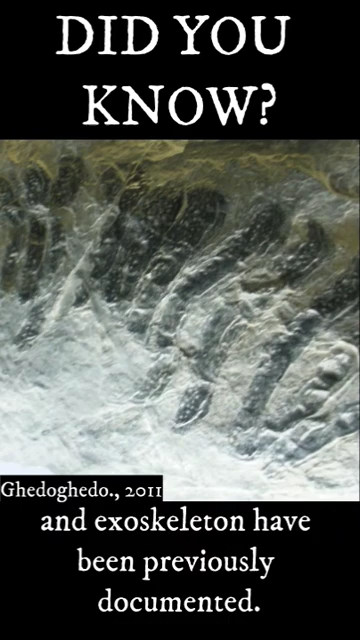 DID YOU
KNOW?
Ghedoghedo., 2011
and exoskeleton have
been previously
documented.